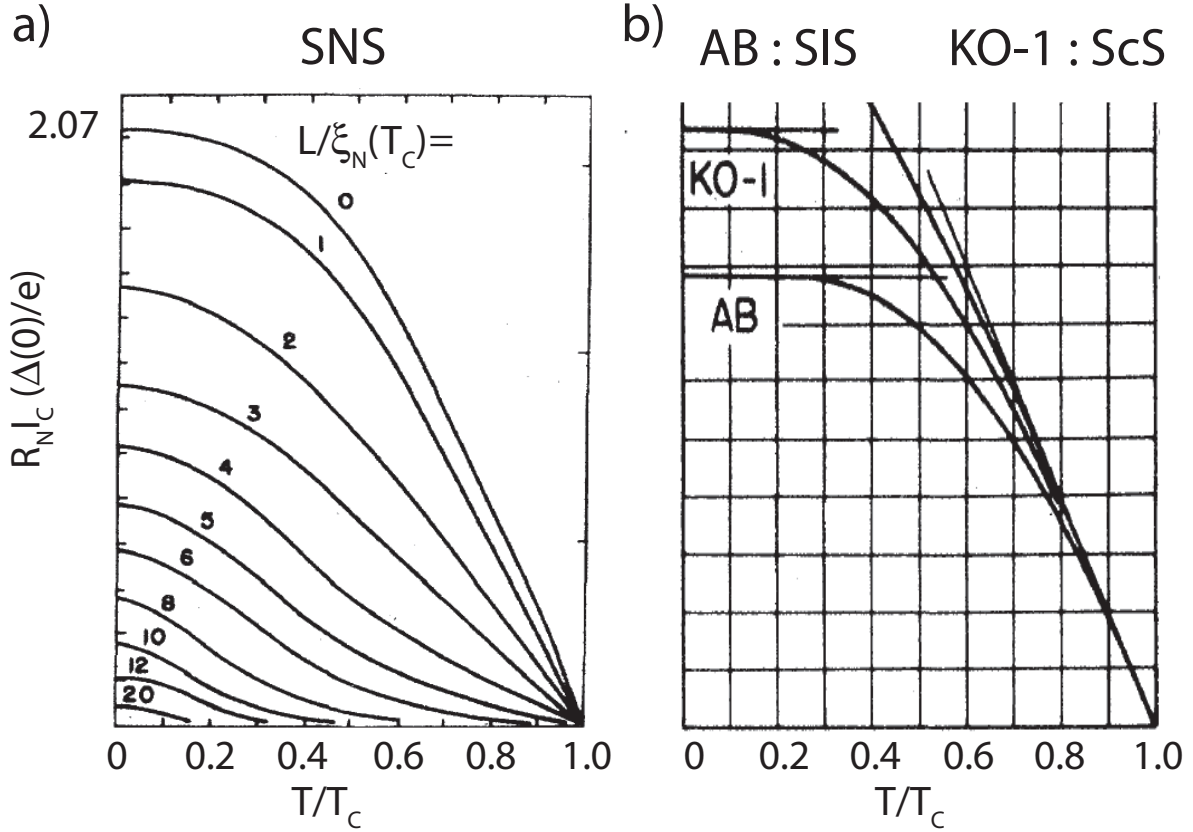 a)
SNS
2.07
L/ξN(TC)=
0
1
2
3
4
5
6
8
10
12
20
RNIC (Δ(0)/e)
0 0.2 0.4 0.6 0.8 1.0
T/TC
b)
AB : SIS KO-1 : ScS
KO-1
AB
0 0.2 0.4 0.6 0.8 1.0
T/TC